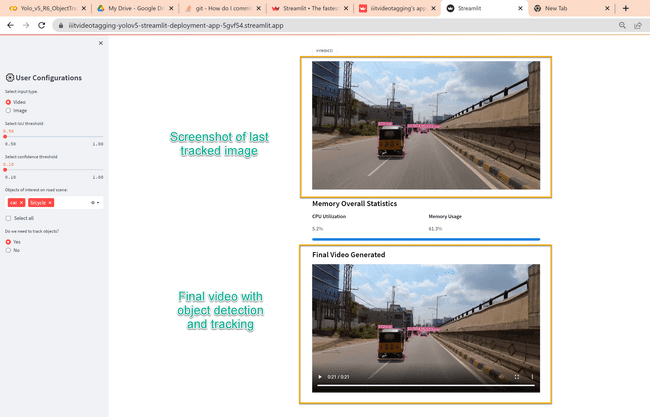 Yolo_v5_R6_ObjectTra
My Drive - Google D
git - How do I comm
Streamlit • The fastes
iiitvideotagging's app
Streamlit
New Tab
iiitvideotagging-yolov5-streamlit-deployment-app-5gvf54.streamlit.app
User Configurations
Select input type:
Video
Image
Select IoU threshold
0.50
0.50 1.00
Select confidence threshold
0.10
0.10 1.00
Objects of interest on road scene:
car
bicycle
Select all
Do we need to track objects?
Yes
No
Screenshot of last
tracked image
Memory Overall Statistics
CPU Utilization Memory Usage
5.2% 61.3%
Final Video Generated
Final video with
object detection
and tracking
0:21 / 0:21